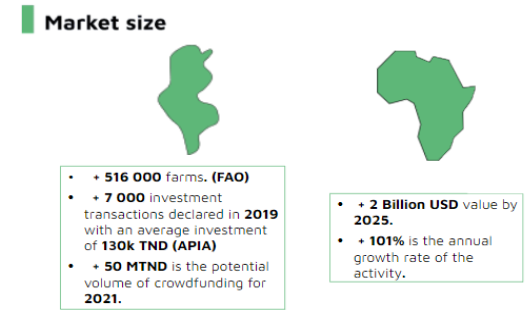 Market size
• + 516 000 farms. (FAO)
• + 7 000 investment
transactions declared in 2019
with an average investment
of 130k TND (APIA)
• + 50 MTND is the potential
volume of crowdfunding for
2021.
• + 2 Billion USD value by
2025.
• + 101% is the annual
growth rate of the
activity.